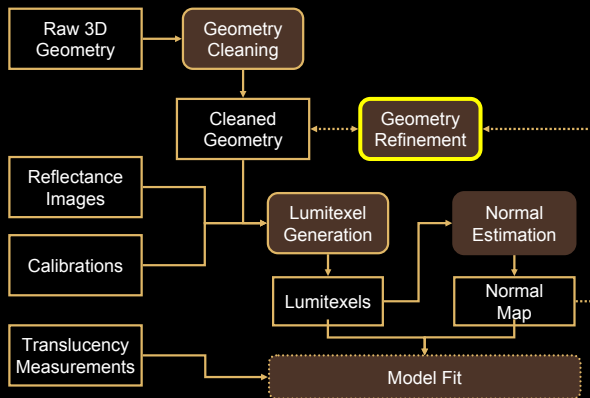 Raw 3D
Geometry
Geometry
Cleaning
Cleaned
Geometry
Geometry
Refinement
Reflectance
Images
Lumitexel
Generation
Normal
Estimation
Calibrations
Lumitexels
Normal
Map
Translucency
Measurements
Model Fit